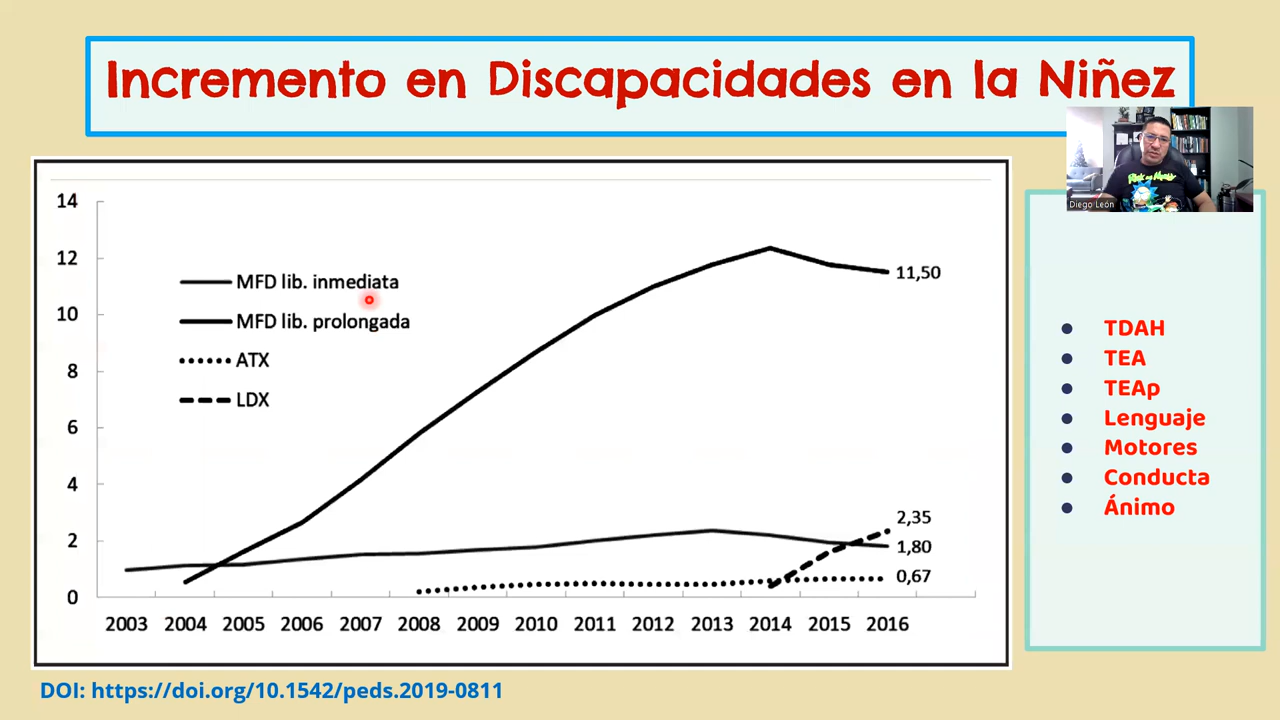 Incremento en Discapacidades en la Niñez
Diego León
14
12
10
8
6
4
2
0
MFD lib. inmediata
MFD lib. prolongada
ATX
LDX
11,50
2,35
1,80
0,67
2003 2004 2005 2006 2007 2008 2009 2010 2011 2012 2013 2014 2015 2016
TDAH
TEA
TEAp
Lenguaje
Motores
Conducta
Ánimo
DOI: https://doi.org/10.1542/peds.2019-0811